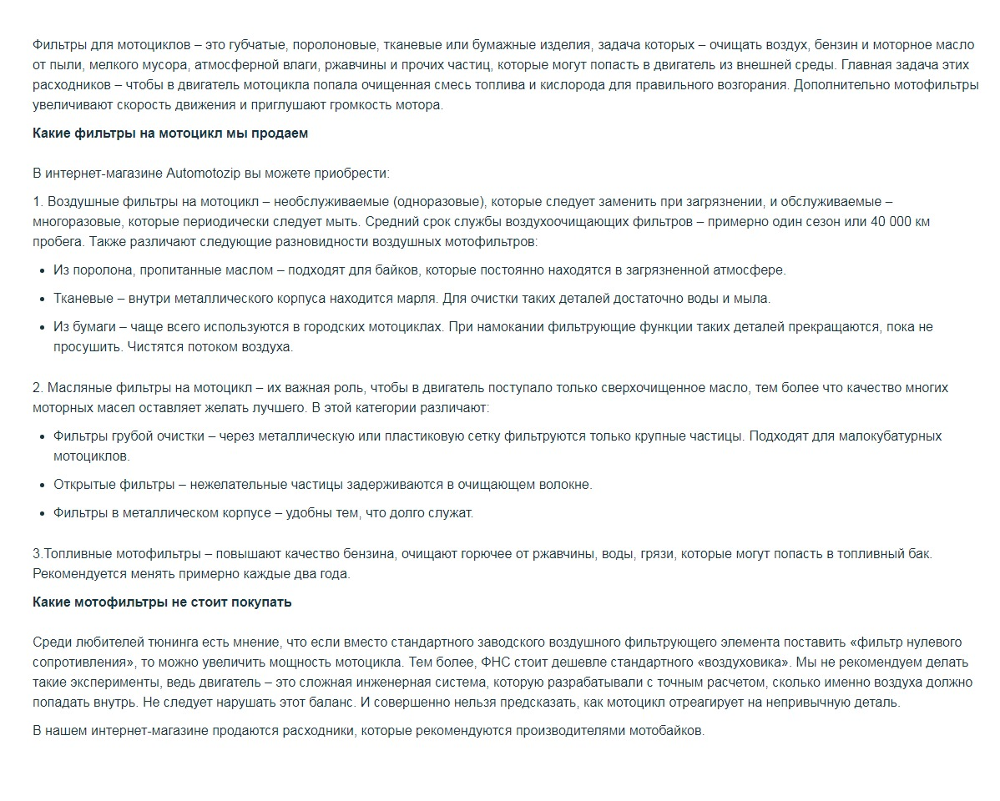 Фильтры для мотоциклов – это губчатые, поролоновые, тканевые или бумажные изделия, задача которых – очищать воздух, бензин и моторное масло
от пыли, мелкого мусора, атмосферной влаги, ржавчины и прочих частиц, которые могут попасть в двигатель из внешней среды. Главная задача этих
расходников – чтобы в двигатель мотоцикла попала очищенная смесь топлива и кислорода для правильного возгорания. Дополнительно мотофильтры
увеличивают скорость движения и приглушают громкость мотора.
Какие фильтры на мотоцикл мы продаем
В интернет-магазине Automotozip вы можете приобрести:
1. Воздушные фильтры на мотоцикл – необслуживаемые (одноразовые), которые следует заменить при загрязнении, и обслуживаемые –
многоразовые, которые периодически следует мыть. Средний срок службы воздухоочищающих фильтров – примерно один сезон или 40 000 км
пробега. Также различают следующие разновидности воздушных мотофильтров:
• Из поролона, пропитанные маслом – подходят для байков, которые постоянно находятся в загрязненной атмосфере.
• Тканевые – внутри металлического корпуса находится марля. Для очистки таких деталей достаточно воды и мыла.
• Из бумаги – чаще всего используются в городских мотоциклах. При намокании фильтрующие функции таких деталей прекращаются, пока не
просушить. Чистятся потоком воздуха.
2. Масляные фильтры на мотоцикл – их важная роль, чтобы в двигатель поступало только сверхочищенное масло, тем более что качество многих
моторных масел оставляет желать лучшего. В этой категории различают:
• Фильтры грубой очистки – через металлическую или пластиковую сетку фильтруются только крупные частицы. Подходят для малокубатурных
мотоциклов.
• Открытые фильтры – нежелательные частицы задерживаются в очищающем волокне.
• Фильтры в металлическом корпусе – удобны тем, что долго служат.
3.Топливные мотофильтры – повышают качество бензина, очищают горючее от ржавчины, воды, грязи, которые могут попасть в топливный бак.
Рекомендуется менять примерно каждые два года.
Какие мотофильтры не стоит покупать
Среди любителей тюнинга есть мнение, что если вместо стандартного заводского воздушного фильтрующего элемента поставить «фильтр нулевого
сопротивления», то можно увеличить мощность мотоцикла. Тем более, ФНС стоит дешевле стандартного «воздуховика». Мы не рекомендуем делать
такие эксперименты, ведь двигатель – это сложная инженерная система, которую разрабатывали с точным расчетом, сколько именно воздуха должно
попадать внутрь. Не следует нарушать этот баланс. И совершенно нельзя предсказать, как мотоцикл отреагирует на непривычную деталь.
В нашем интернет-магазине продаются расходники, которые рекомендуются производителями мотобайков.